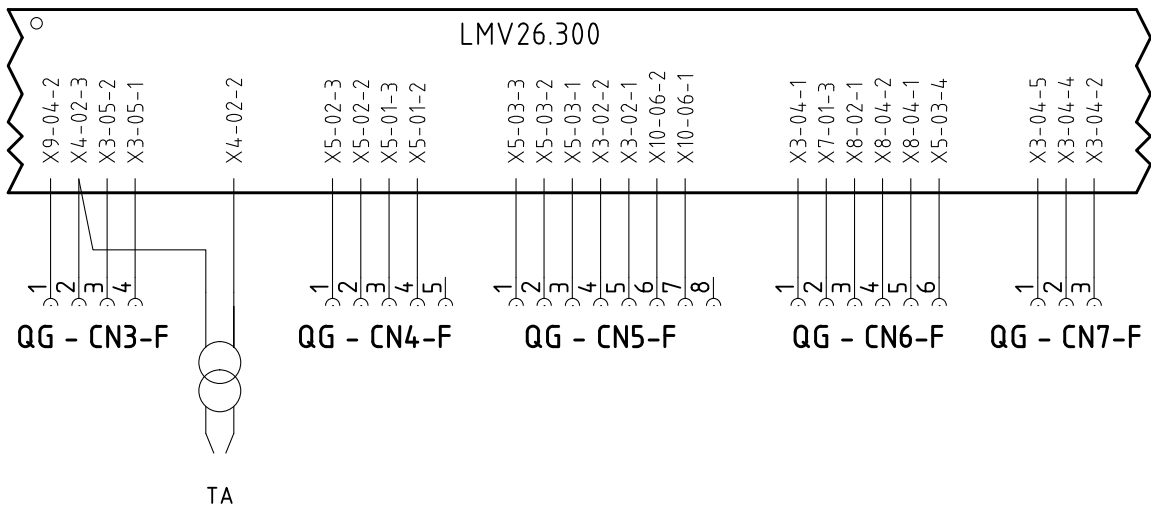 LMV26.300
X9-04-2
X4-02-3
X3-05-2
X3-05-1
X4-02-2
X5-02-3
X5-02-2
X5-01-3
X5-01-2
X5-03-3
X5-03-2
X5-03-1
X3-02-2
X3-02-1
X10-06-2
X10-06-1
X3-04-1
X7-01-3
X8-02-1
X8-04-2
X8-04-1
X5-03-4
X3-04-5
X3-04-4
X3-04-2
1 2 3 4
1 2 3 4 5
1 2 3 4 5 6 7 8
1 2 3 4 5 6
1 2 3
QG - CN3-F
QG - CN4-F
QG - CN5-F
QG - CN6-F
QG - CN7-F
TA